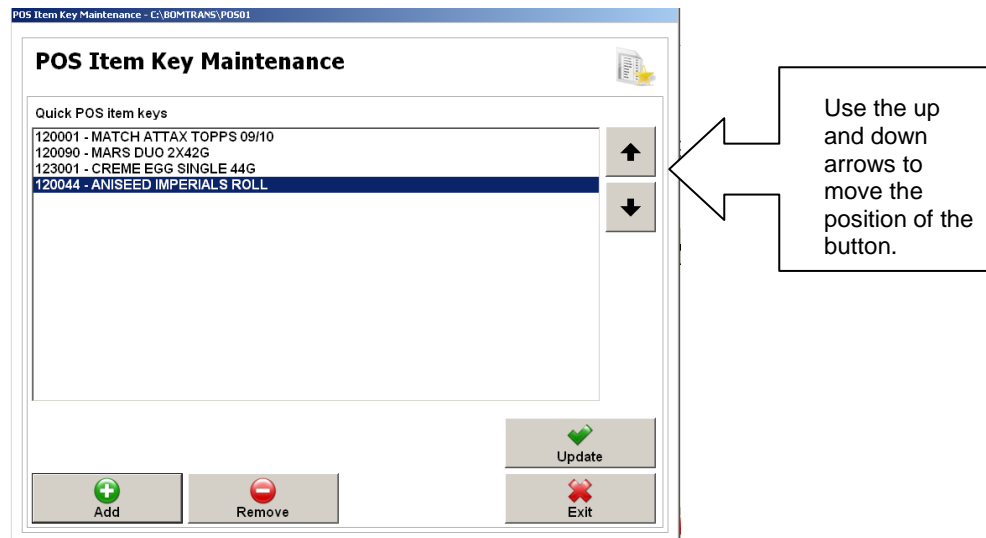 POS Item Key Maintenance - C:\BOMTRANS\POS01
POS Item Key Maintenance
Quick POS item keys
120001 - MATCH ATTAX TOPPS 09/10
120090 - MARS DUO 2X42G
123001 - CREME EGG SINGLE 44G
120044 - ANISEED IMPERIALS ROLL
Update
Add
Remove
Exit
Use the up
and down
arrows to
move the
position of the
button.